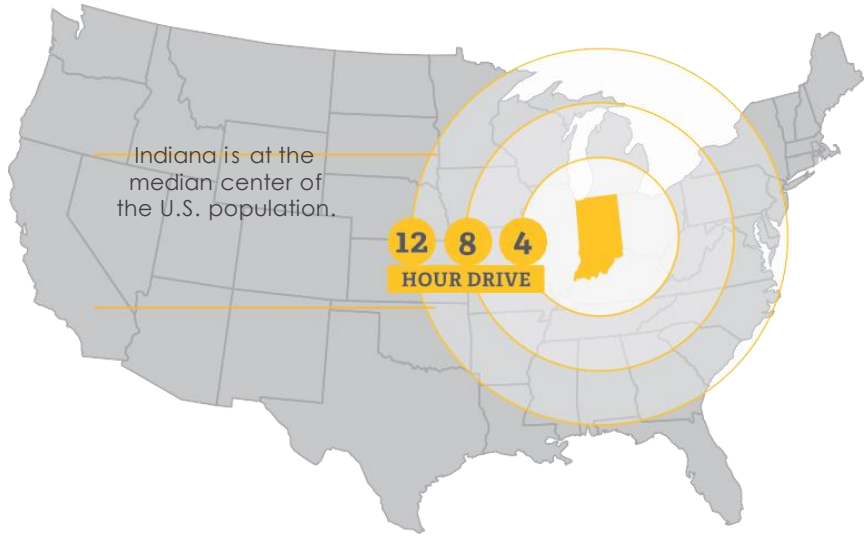 Indiana is at the
median center of
the U.S. population.
12 8 4
HOUR DRIVE